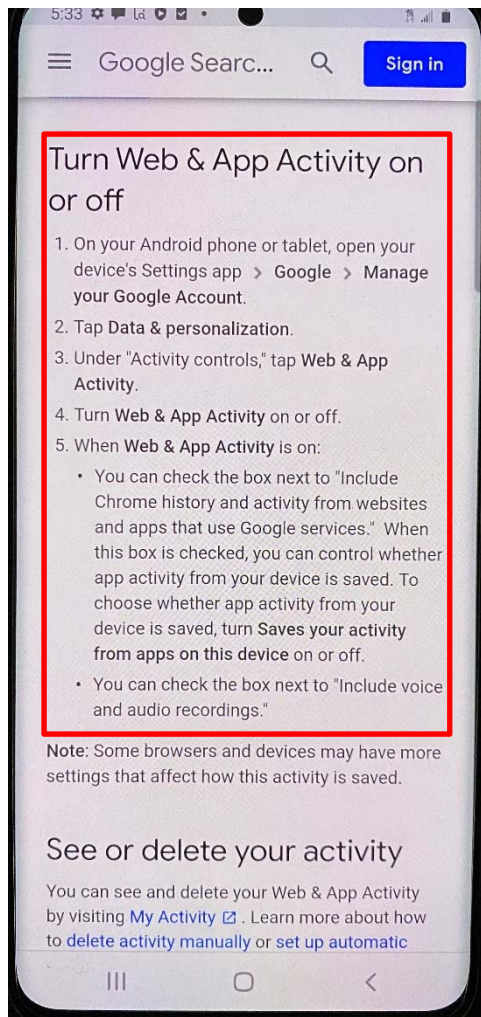 5:33
Google Searc...
Sign in
Turn Web & App Activity on
or off
1. On your Android phone or tablet, open your
device's Settings app > Google > Manage
your Google Account.
2. Tap Data & personalization.
3. Under "Activity controls," tap Web & App
Activity.
4. Turn Web & App Activity on or off.
5. When Web & App Activity is on:
• You can check the box next to "Include
Chrome history and activity from websites
and apps that use Google services." When
this box is checked, you can control whether
app activity from your device is saved. To
choose whether app activity from your
device is saved, turn Saves your activity
from apps on this device on or off.
• You can check the box next to "Include voice
and audio recordings."
Note: Some browsers and devices may have more
settings that affect how this activity is saved.
See or delete your activity
You can see and delete your Web & App Activity
by visiting My Activity . Learn more about how
to delete activity manually or set up automatic